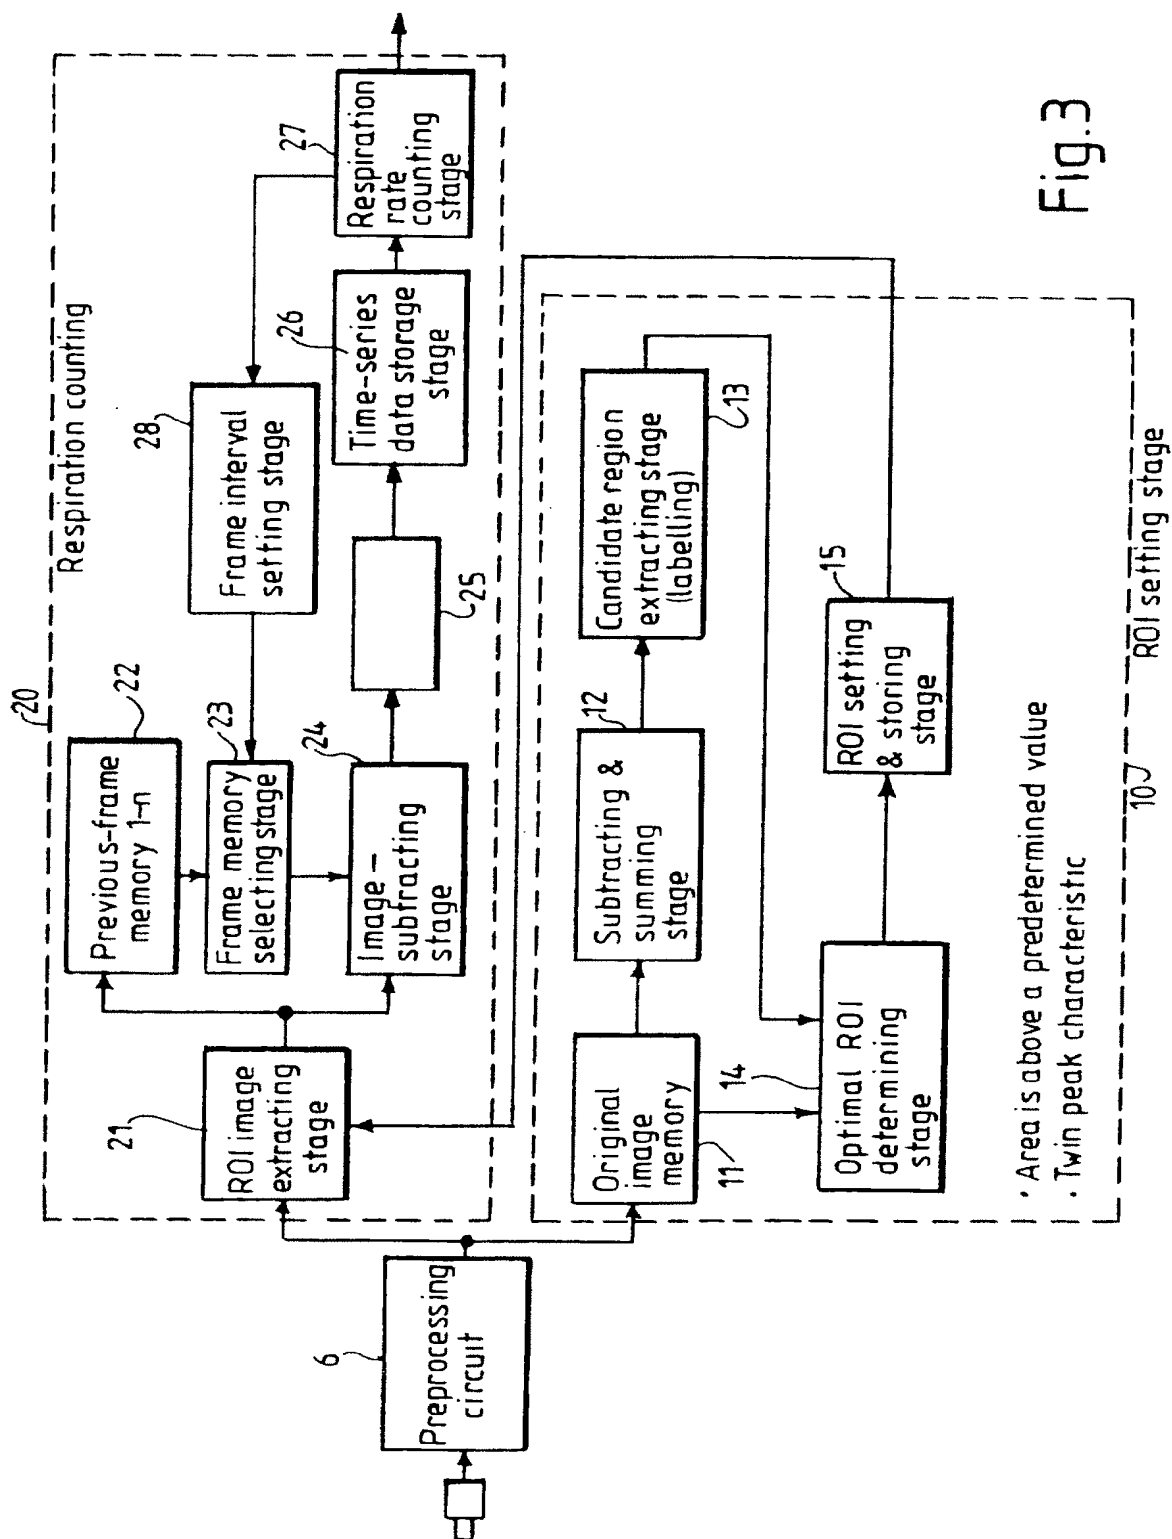 20
Respiration counting
Previous-frame
memory 1-n
22
28
Frame interval
setting stage
27
Respiration
rate
counting
stage
21
ROI image
extracting
stage
Frame memory
selecting stage
23
24
Image-
subtracting
stage
25
26
Time-series
data storage
stage
6
Preprocessing
circuit
Original
image
memory
11
12
Subtracting &
summing
stage
Candidate region
extracting stage
(labelling)
13
14
Optimal ROI
determining
stage
15
ROI setting
& storing
stage
· Area is above a predetermined value
· Twin peak characteristic
10
ROI setting stage
Fig.3